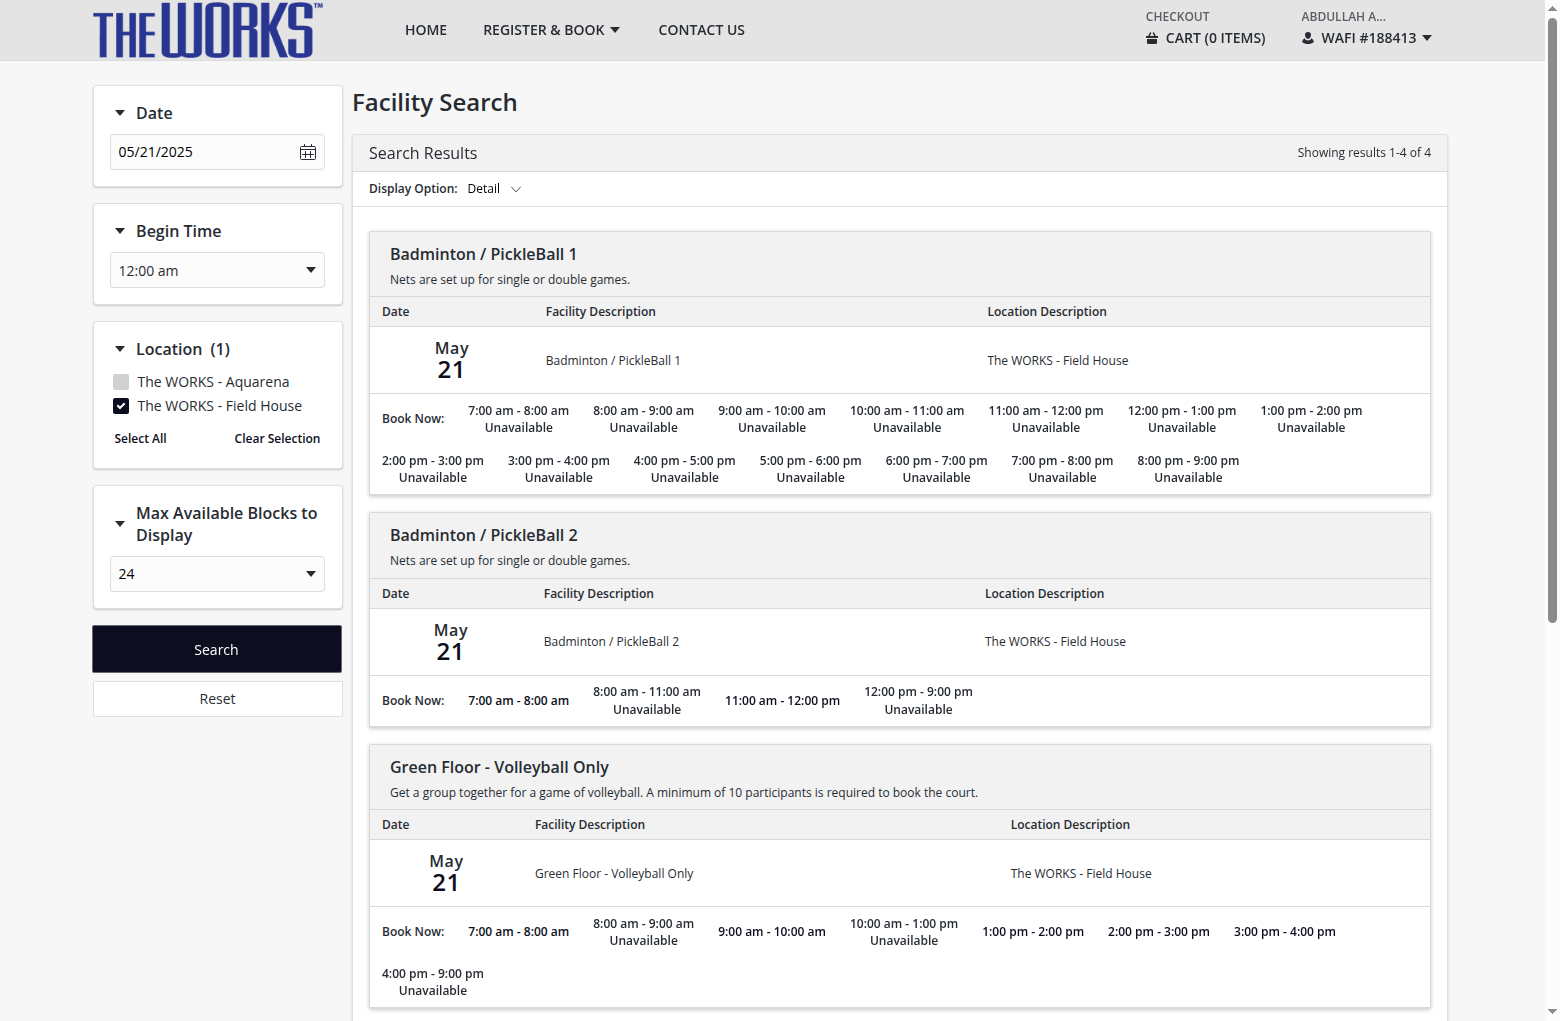 THE WORKS™
HOME
REGISTER & BOOK
CONTACT US
CHECKOUT
CART (0 ITEMS)
ABDULLAH A...
WAFI #188413
Date
05/21/2025
Begin Time
12:00 am
Location (1)
The WORKS - Aquarena
The WORKS - Field House
Select All
Clear Selection
Max Available Blocks to
Display
24
Search
Reset
Facility Search
Search Results
Showing results 1-4 of 4
Display Option: Detail
Badminton / PickleBall 1
Nets are set up for single or double games.
Date
Facility Description
Location Description
May
21
Badminton / PickleBall 1
The WORKS - Field House
Book Now:
7:00 am - 8:00 am
Unavailable
8:00 am - 9:00 am
Unavailable
9:00 am - 10:00 am
Unavailable
10:00 am - 11:00 am
Unavailable
11:00 am - 12:00 pm
Unavailable
12:00 pm - 1:00 pm
Unavailable
1:00 pm - 2:00 pm
Unavailable
2:00 pm - 3:00 pm
Unavailable
3:00 pm - 4:00 pm
Unavailable
4:00 pm - 5:00 pm
Unavailable
5:00 pm - 6:00 pm
Unavailable
6:00 pm - 7:00 pm
Unavailable
7:00 pm - 8:00 pm
Unavailable
8:00 pm - 9:00 pm
Unavailable
Badminton / PickleBall 2
Nets are set up for single or double games.
Date
Facility Description
Location Description
May
21
Badminton / PickleBall 2
The WORKS - Field House
Book Now:
7:00 am - 8:00 am
8:00 am - 11:00 am
Unavailable
11:00 am - 12:00 pm
12:00 pm - 9:00 pm
Unavailable
Green Floor - Volleyball Only
Get a group together for a game of volleyball. A minimum of 10 participants is required to book the court.
Date
Facility Description
Location Description
May
21
Green Floor - Volleyball Only
The WORKS - Field House
Book Now:
7:00 am - 8:00 am
8:00 am - 9:00 am
Unavailable
9:00 am - 10:00 am
10:00 am - 1:00 pm
Unavailable
1:00 pm - 2:00 pm
2:00 pm - 3:00 pm
3:00 pm - 4:00 pm
4:00 pm - 9:00 pm
Unavailable